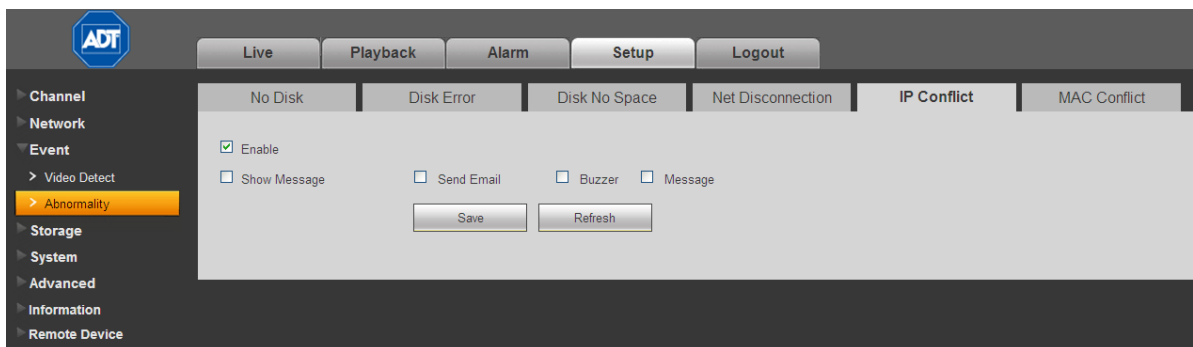 ADT
Live Playback Alarm Setup Logout
Channel
Network
Event
> Video Detect
> Abnormality
Storage
System
Advanced
Information
Remote Device
No Disk Disk Error Disk No Space Net Disconnection IP Conflict MAC Conflict
Enable
Show Message Send Email Buzzer Message
Save Refresh